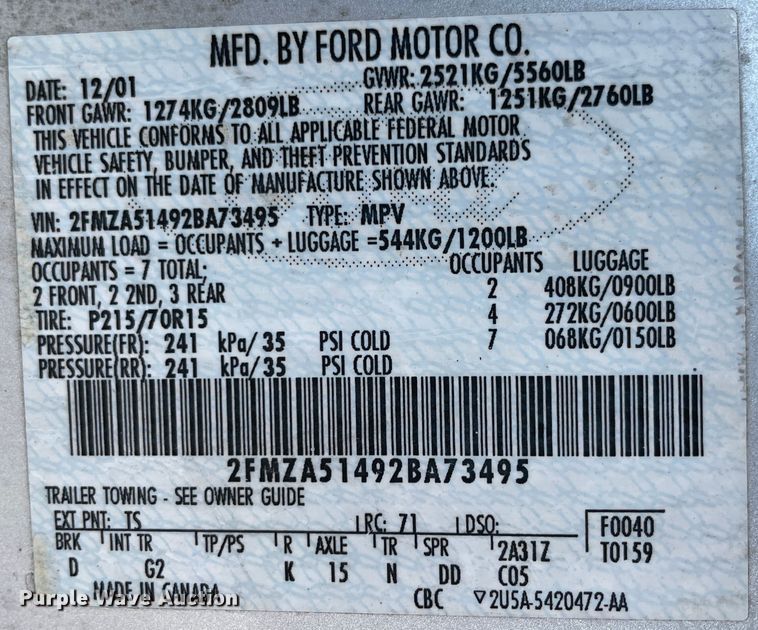 MFD. BY FORD MOTOR CO.
DATE: 12/01 GVWR: 2521KG/5560LB
FRONT GAWR: 1274KG/2809LB REAR GAWR: 1251KG/2760LB
THIS VEHICLE CONFORMS TO ALL APPLICABLE FEDERAL MOTOR
VEHICLE SAFETY, BUMPER, AND THEFT PREVENTION STANDARDS
IN EFFECT ON THE DATE OF MANUFACTURE SHOWN ABOVE.
VIN: 2FMZA51492BA73495 TYPE: MPV
MAXIMUM LOAD = OCCUPANTS + LUGGAGE =544KG/1200LB
OCCUPANTS = 7 TOTAL; OCCUPANTS LUGGAGE
2 FRONT, 2 2ND, 3 REAR 2 408KG/0900LB
TIRE: P215/70R15 4 272KG/0600LB
PRESSURE(FR): 241 kPa/35 PSI COLD 7 068KG/0150LB
PRESSURE(RR): 241 kPa/35 PSI COLD
2FMZA51492BA73495
TRAILER TOWING - SEE OWNER GUIDE
EXT PNT: TS RC: 71 DSO: F0040
BRK INT TR TP/PS R AXLE TR SPR 2A31Z T0159
D G2 K 15 N DD C05
MADE IN CANADA CBC 2U5A-5420472-AA
Purple Wave Auction